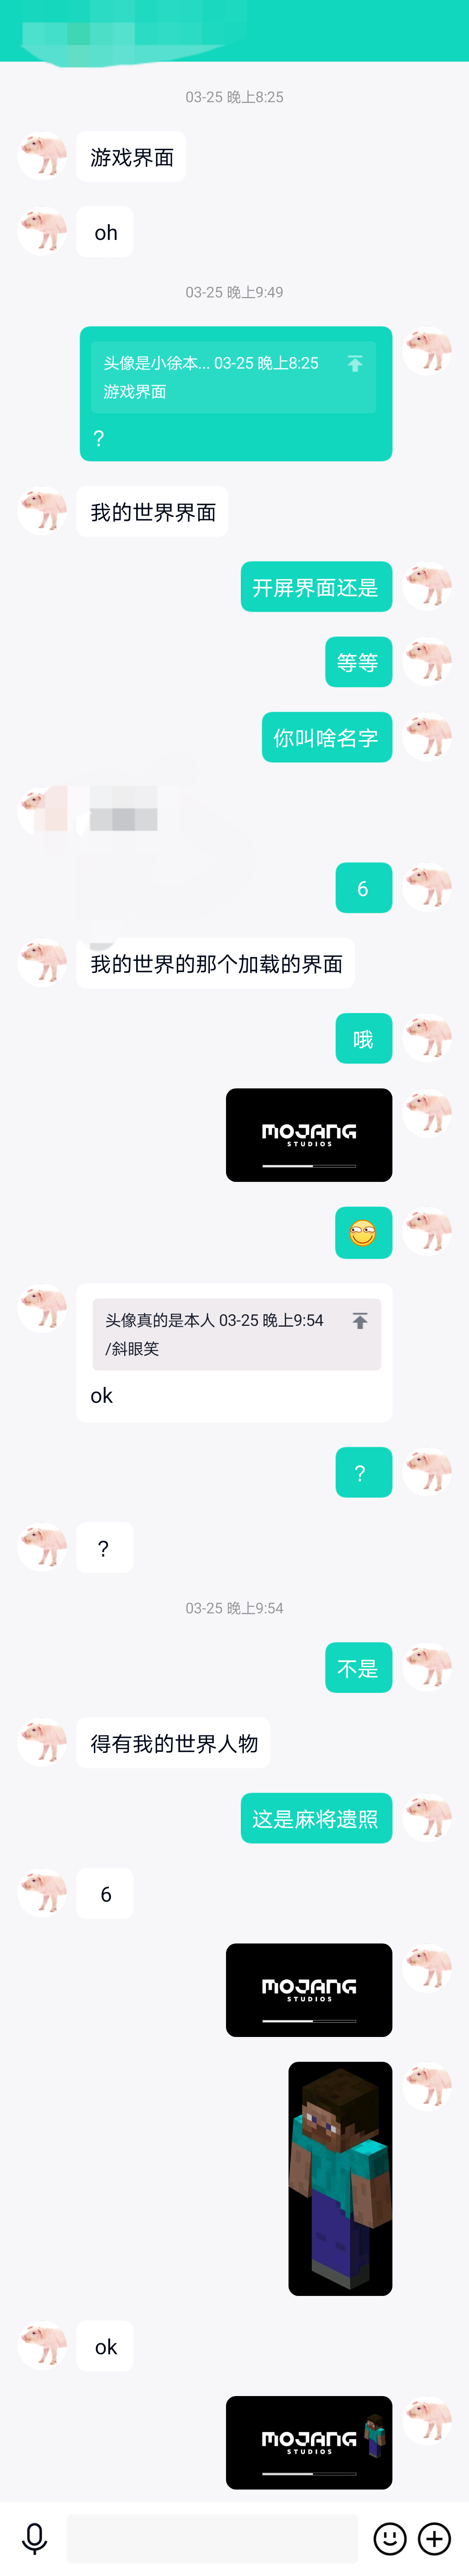 03-25 晚上8:25
游戏界面
oh
03-25 晚上9:49
头像是小徐本... 03-25 晚上8:25
游戏界面
？
我的世界界面
开屏界面还是
等等
你叫啥名字
6
我的世界的那个加载的界面
哦
MOJANG
STUDIOS
头像真的是本人 03-25 晚上9:54
/斜眼笑
ok
？
？
03-25 晚上9:54
不是
得有我的世界人物
这是麻将遗照
6
MOJANG
STUDIOS
ok
MOJANG
STUDIOS